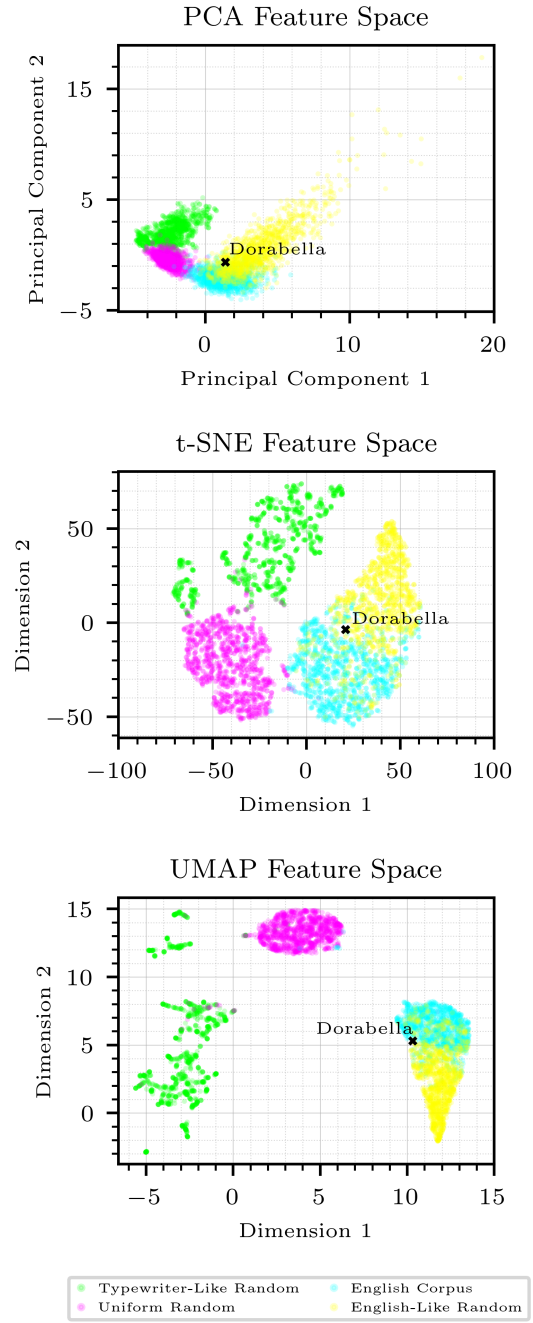 PCA Feature Space
Principal Component 2
15
5
−5
Dorabella
0
10
20
Principal Component 1
t-SNE Feature Space
Dimension 2
50
0
−50
Dorabella
−100
−50
0
50
100
Dimension 1
UMAP Feature Space
Dimension 2
15
10
5
0
Dorabella
−5
0
5
10
15
Dimension 1
Typewriter-Like Random
Uniform Random
English Corpus
English-Like Random